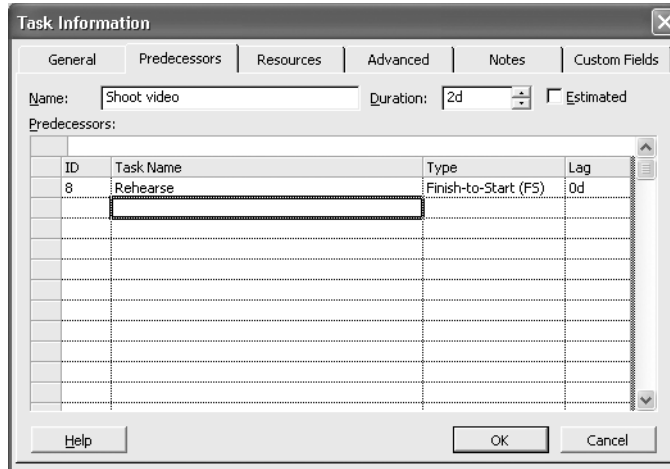 Task Information
General Predecessors Resources Advanced Notes Custom Fields
Name: Shoot video Duration: 2d Estimated
Predecessors:
ID Task Name Type Lag
8 Rehearse Finish-to-Start (FS) 0d
Help OK Cancel